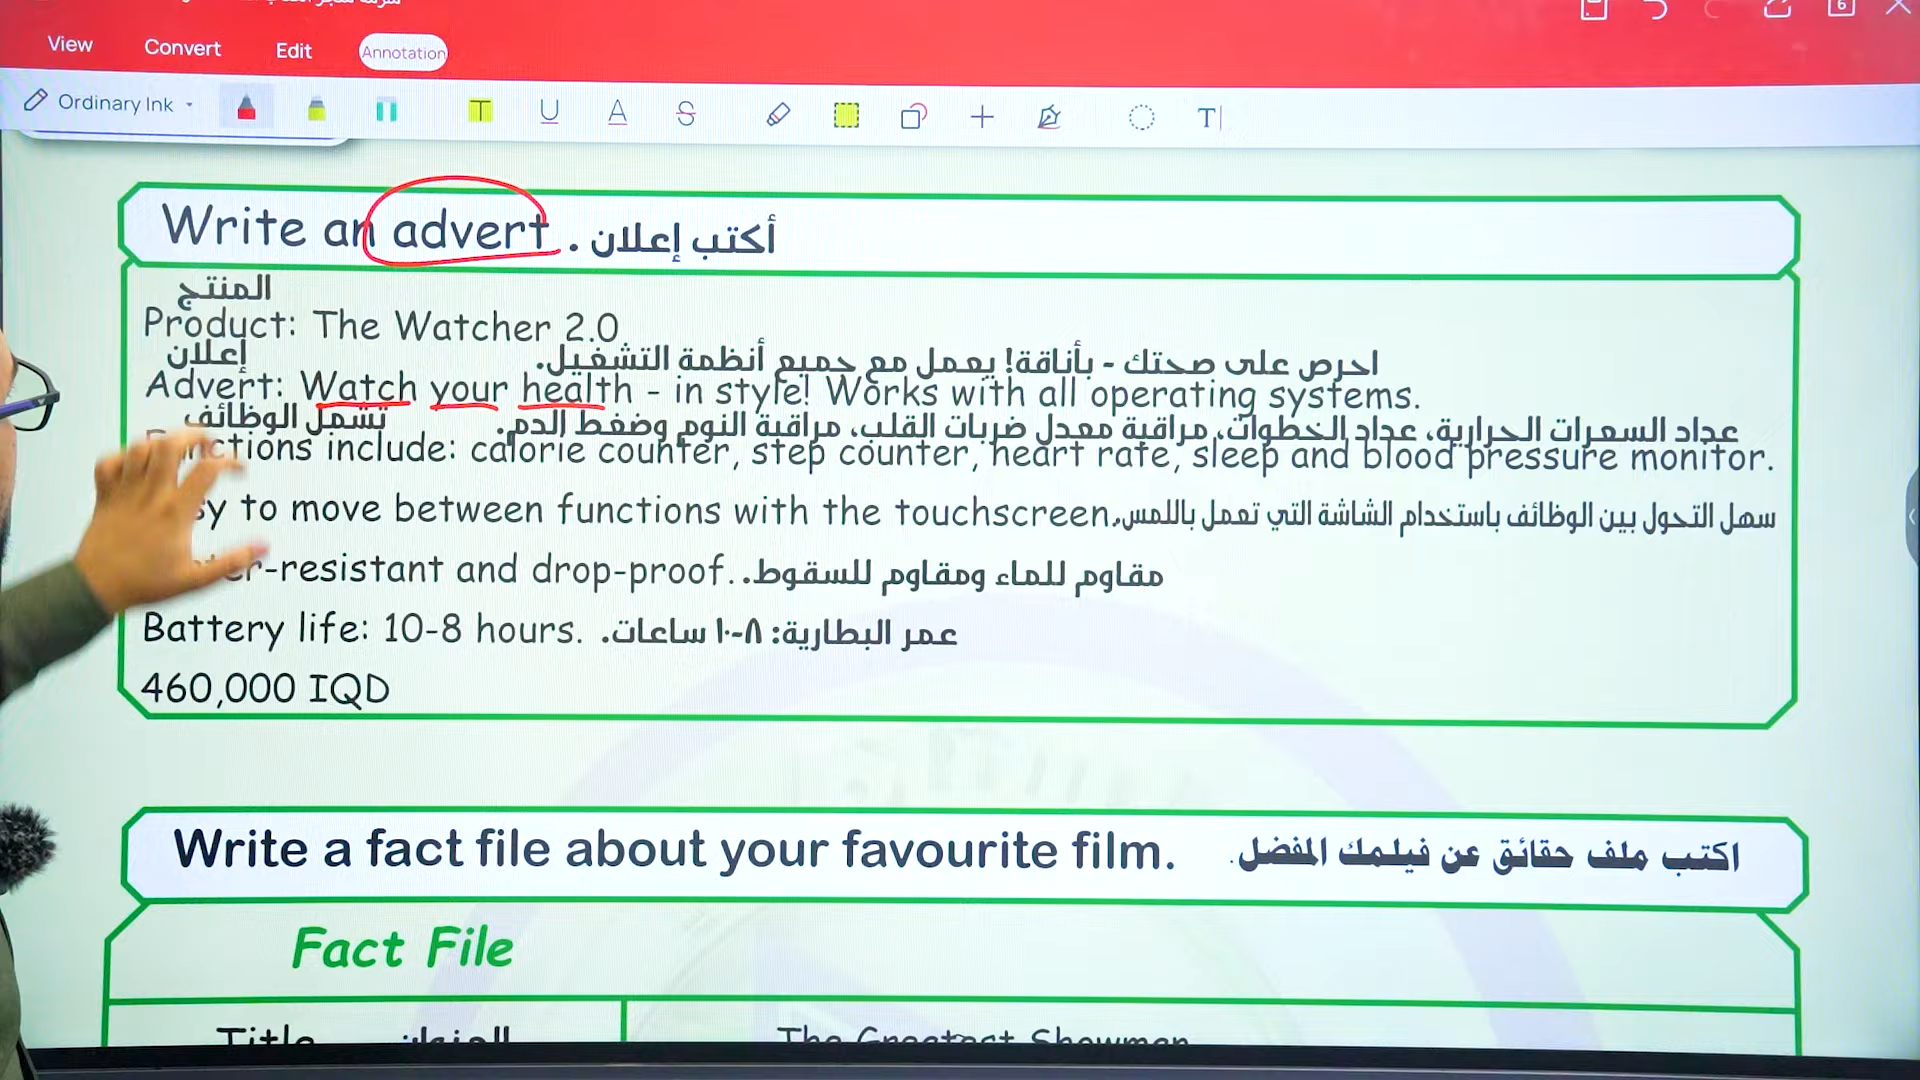 View Convert Edit Annotation
6
Ordinary Ink T U A S T
Write an advert . أكتب إعلان
المنتج
Product: The Watcher 2.0
إعلان احرص على صحتك - بأناقة! يعمل مع جميع أنظمة التشغيل.
Advert: Watch your health - in style! Works with all operating systems.
تشمل الوظائف عداد السعرات الحرارية، عداد الخطوات، مراقبة معدل ضربات القلب، مراقبة النوم وضغط الدم.
include: calorie counter, step counter, heart rate, sleep and blood pressure monitor.
to move between functions with the touchscreen. سهل التحول بين الوظائف باستخدام الشاشة التي تعمل باللمس.
-resistant and drop-proof. مقاوم للماء ومقاوم للسقوط.
Battery life: 10-8 hours. عمر البطارية: ٨-١٠ ساعات.
460,000 IQD
Write a fact file about your favourite film. اكتب ملف حقائق عن فيلمك المفضل.
Fact File
Title العنوان The Greatest Showman